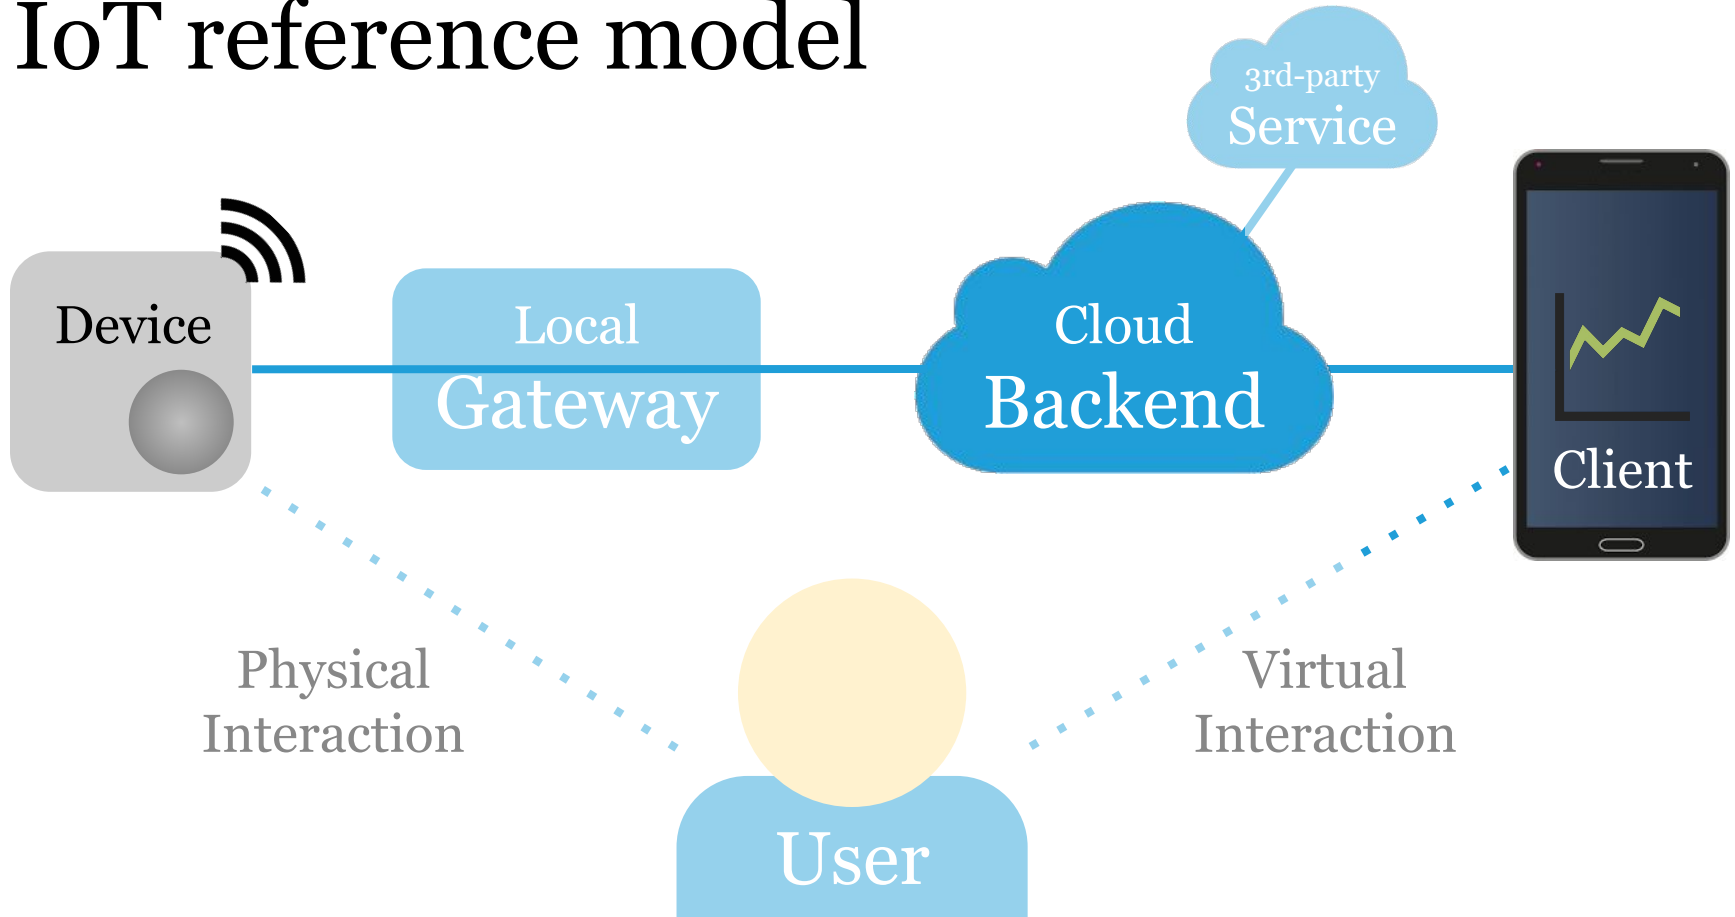 IoT reference model
3rd-party
Service
Device
Local
Gateway
Cloud
Backend
Client
Physical
Interaction
Virtual
Interaction
User